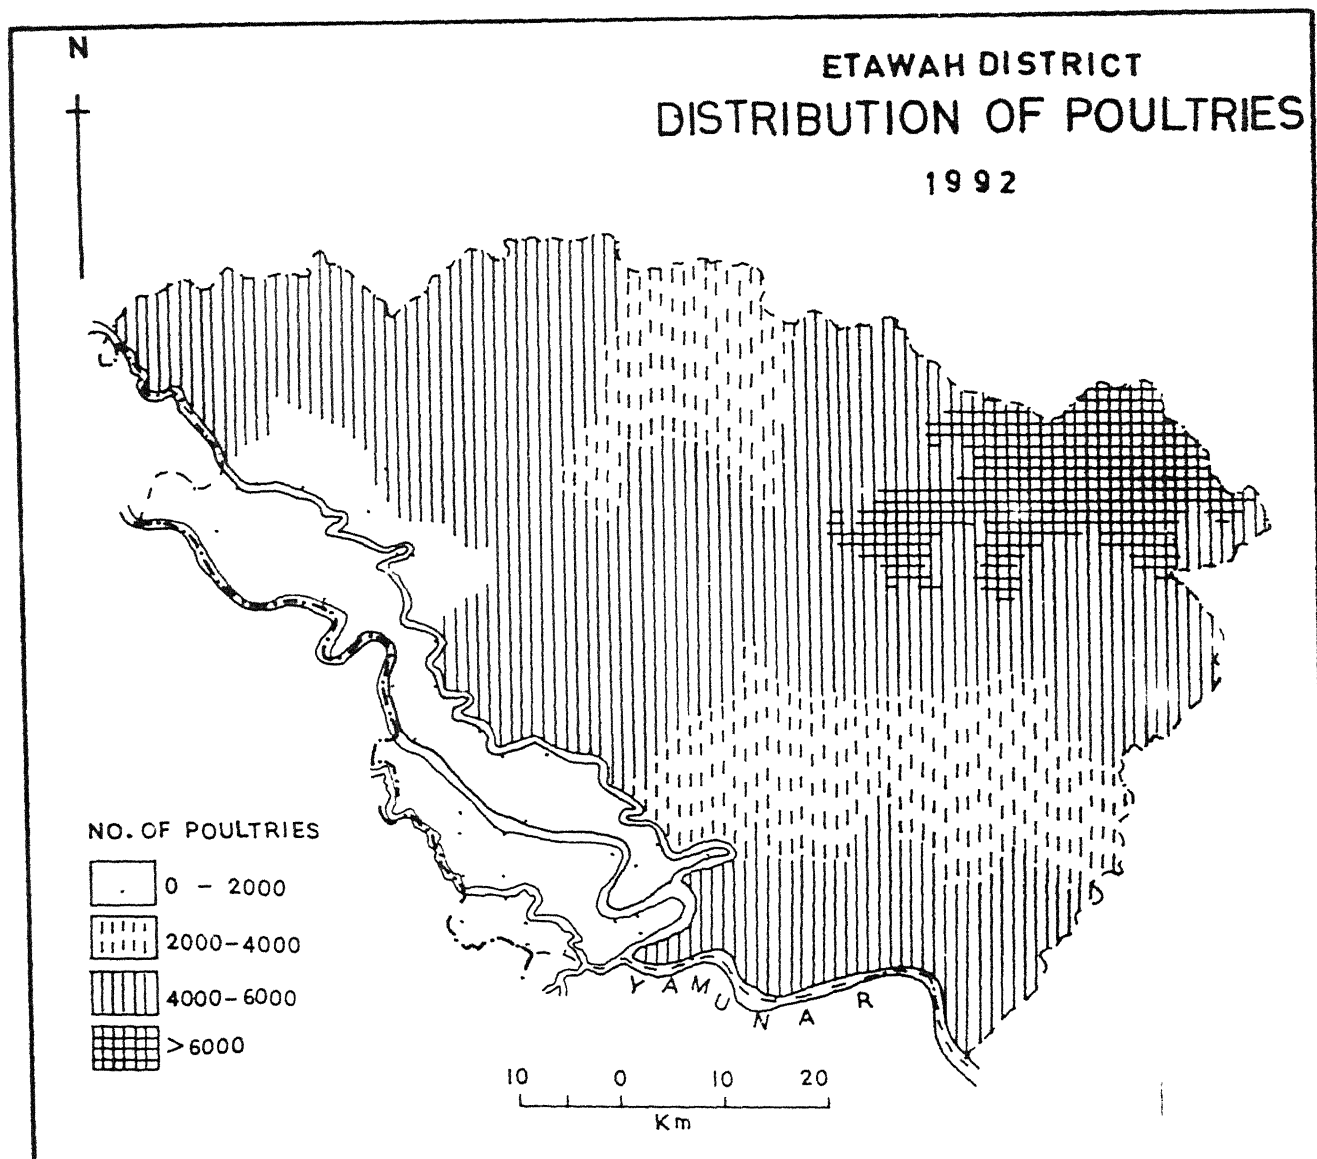 N
ETAWAH DISTRICT
DISTRIBUTION OF POULTRIES
1992
NO. OF POULTRIES
0 - 2000
2000-4000
4000-6000
>6000
YAMUNA R
10 0 10 20
Km